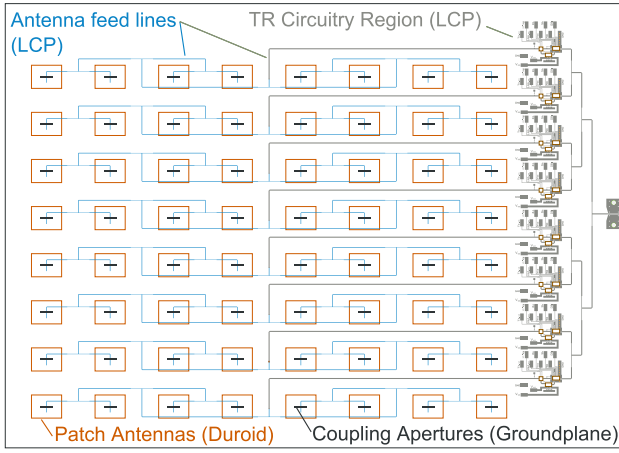 Antenna feed lines
(LCP)
TR Circuitry Region (LCP)
Patch Antennas (Duroid)
Coupling Apertures (Groundplane)